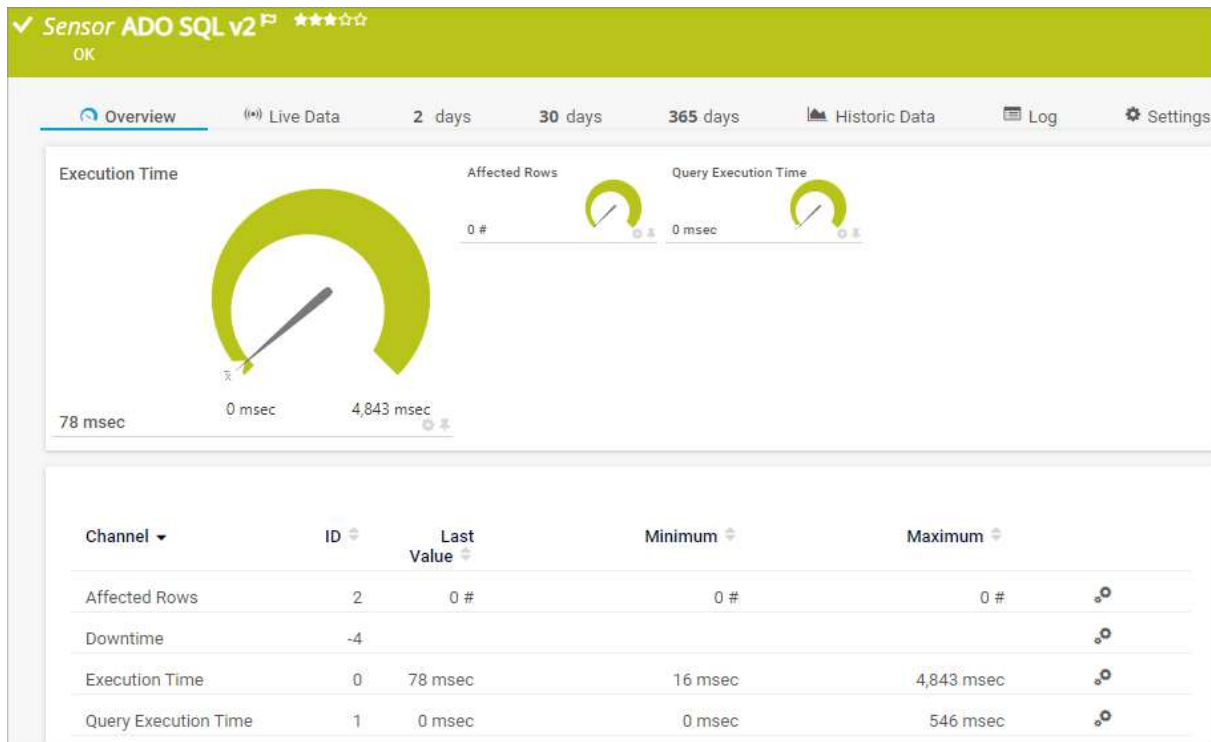 Sensor ADO SQL v2
OK
Overview Live Data 2 days 30 days 365 days Historic Data Log Settings
Execution Time
Affected Rows
Query Execution Time
0 #
0 msec
x̄
0 msec 4,843 msec
78 msec
Channel ID Last Value Minimum Maximum
Affected Rows 2 0 # 0 # 0 #
Downtime -4
Execution Time 0 78 msec 16 msec 4,843 msec
Query Execution Time 1 0 msec 0 msec 546 msec